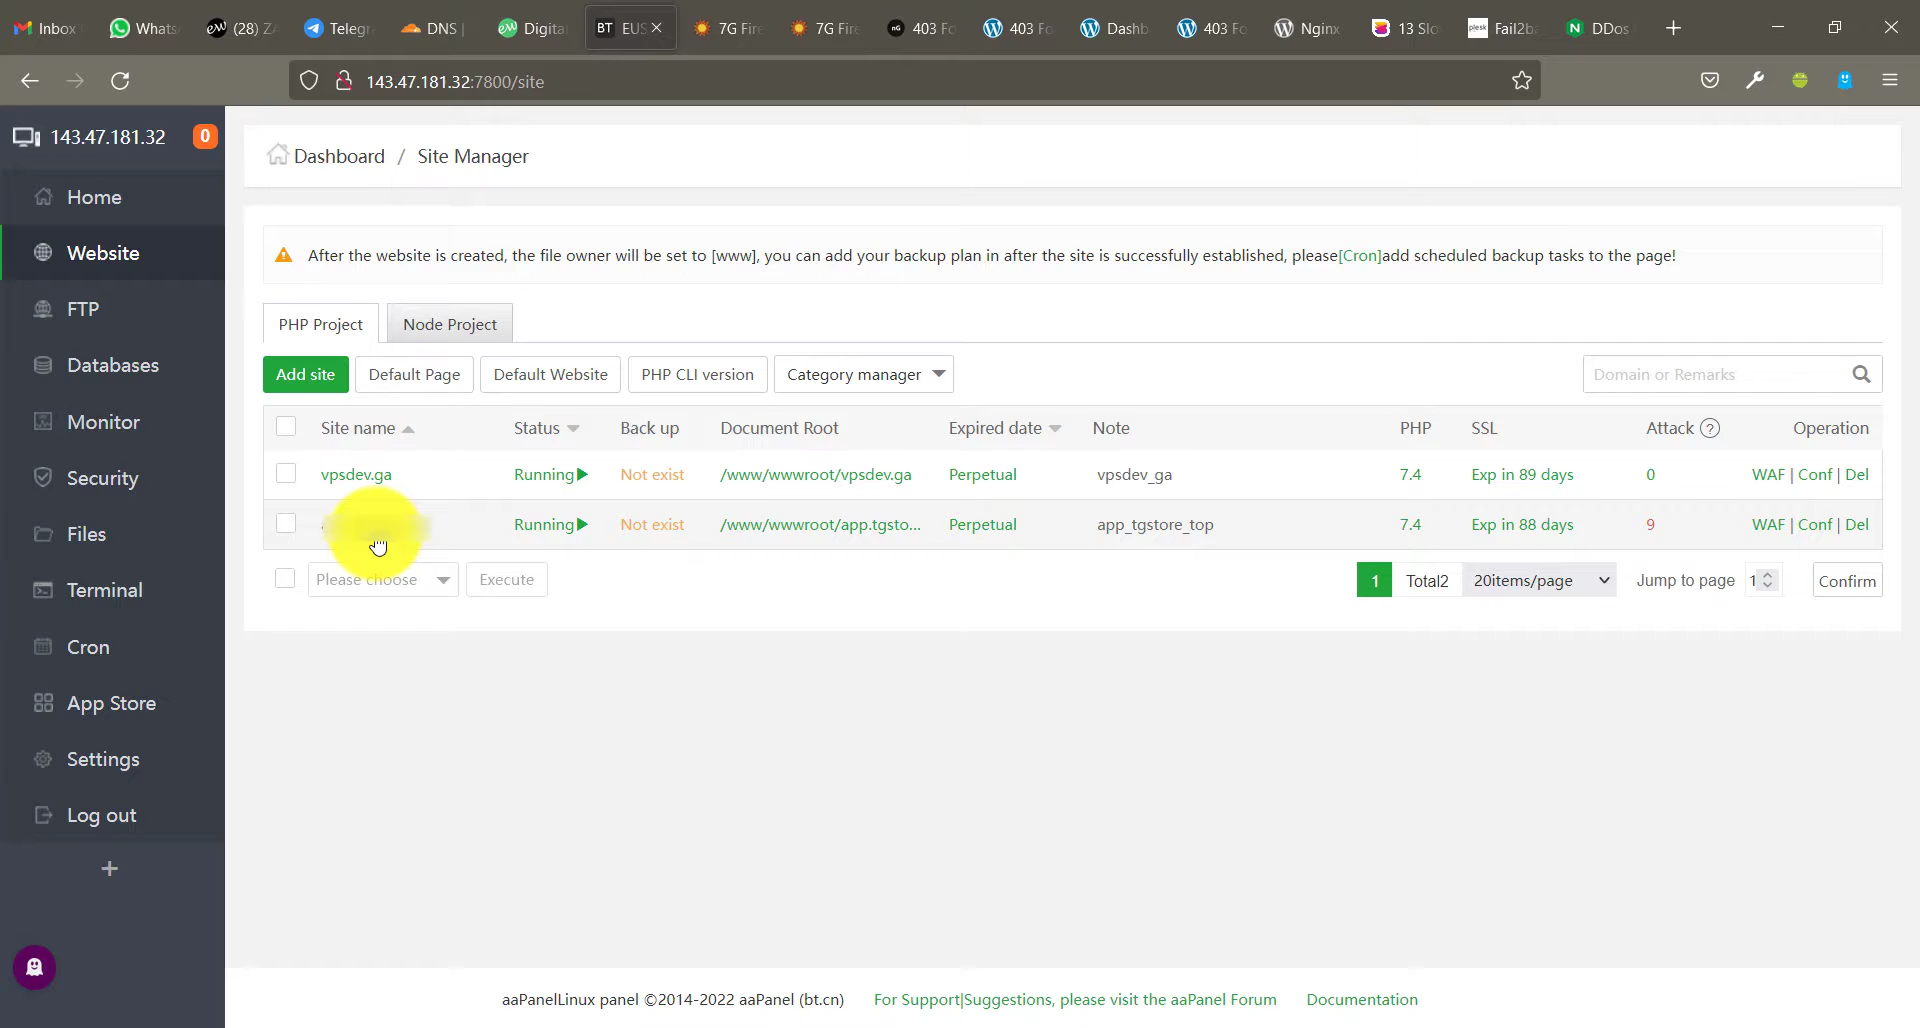 Inbox Whats (28) Z Telegr DNS Digita BT EUS 7G Fire 7G Fire nG 403 Fo 403 Fo Dashb 403 Fo Nginx 13 Slo plesk Fail2b N DDos
143.47.181.32:7800/site
143.47.181.32 0
Home
Website
FTP
Databases
Monitor
Security
Files
Terminal
Cron
App Store
Settings
Log out
Dashboard / Site Manager
After the website is created, the file owner will be set to [www], you can add your backup plan in after the site is successfully established, please[Cron]add scheduled backup tasks to the page!
PHP Project Node Project
Add site Default Page Default Website PHP CLI version Category manager Domain or Remarks
Site name Status Back up Document Root Expired date Note PHP SSL Attack ? Operation
vpsdev.ga Running Not exist /www/wwwroot/vpsdev.ga Perpetual vpsdev_ga 7.4 Exp in 89 days 0 WAF | Conf | Del
Running Not exist /www/wwwroot/app.tgsto... Perpetual app_tgstore_top 7.4 Exp in 88 days 9 WAF | Conf | Del
Please choose Execute 1 Total2 20items/page Jump to page 1 Confirm
aaPanelLinux panel ©2014-2022 aaPanel (bt.cn) For Support|Suggestions, please visit the aaPanel Forum Documentation